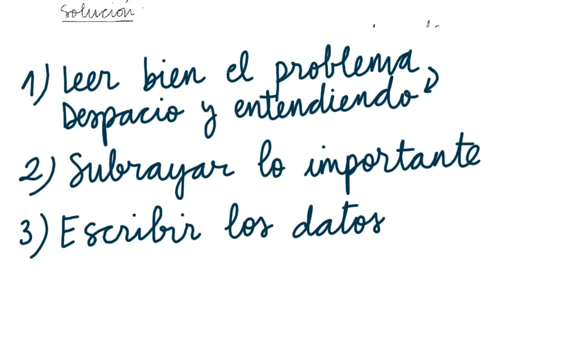 Solución
1) Leer bien el problema,
Despacio y entendiendo
2) Subrayar lo importante
3) Escribir los datos